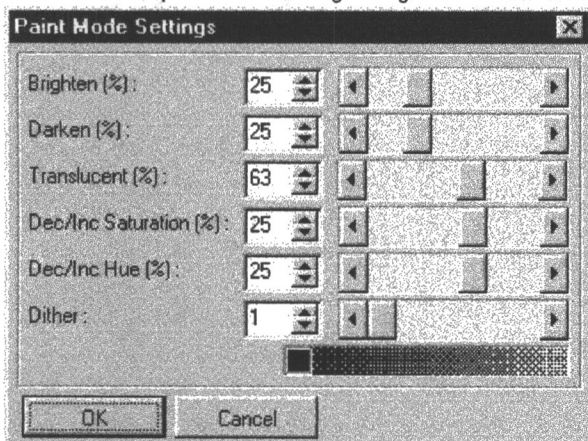 Paint Mode Settings
Brighten (%) : 25
Darken (%) : 25
Translucent (%) : 63
Dec/Inc Saturation (%) : 25
Dec/Inc Hue (%) : 25
Dither : 1
OK Cancel